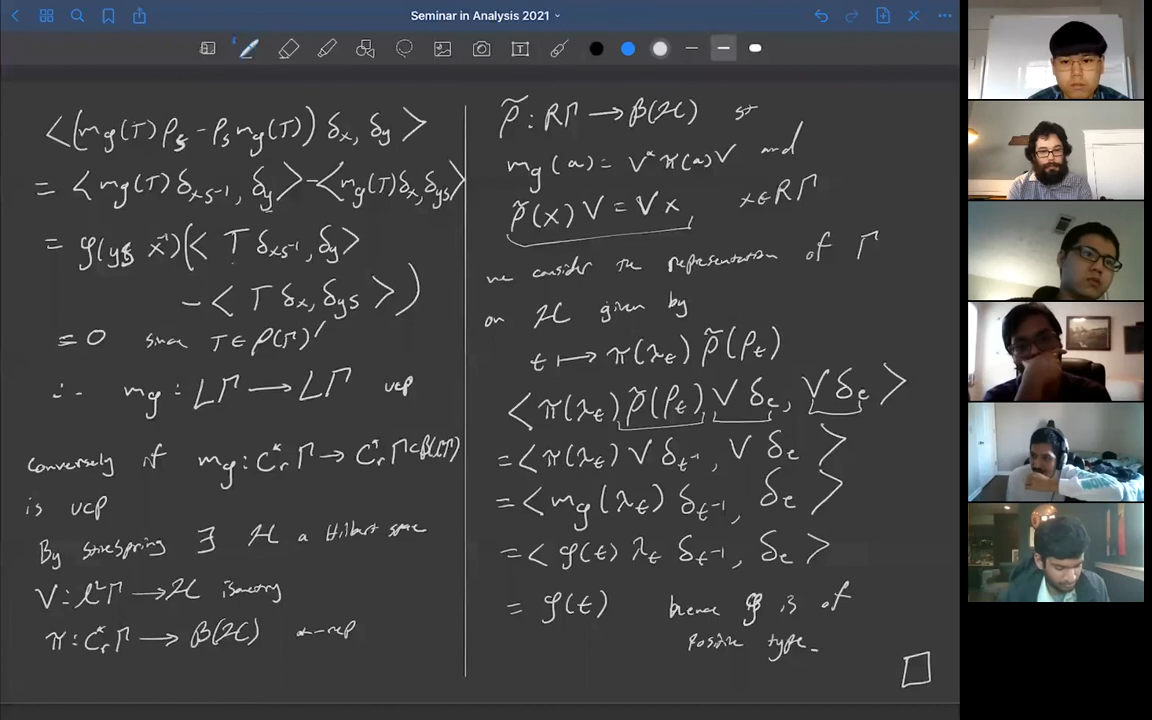 Seminar in Analysis 2021
⟨(m_φ(T) ρ_s − ρ_s m_φ(T)) δ_x, δ_y⟩
= ⟨m_φ(T) δ_{xs⁻¹}, δ_y⟩ − ⟨m_φ(T) δ_x, δ_{ys}⟩
= φ(ys x⁻¹)(⟨T δ_{xs⁻¹}, δ_y⟩
− ⟨T δ_x, δ_{ys}⟩)
= 0 since T ∈ ρ(Γ)′
∴ m_φ : LΓ → LΓ ucp
Conversely if m_φ : C*_r Γ → C*_r Γ ⊂ B(ℓ²Γ)
is ucp
By Stinespring ∃ ℋ a Hilbert space
V : ℓ²Γ → ℋ isometry
π : C*_r Γ → B(ℋ) *-rep
ρ̃ : RΓ → B(ℋ) st
m_φ(a) = V* π(a) V and
ρ̃(x) V = V x, x ∈ RΓ
we consider the representation of Γ
on ℋ given by
t ↦ π(λ_t) ρ̃(ρ_t)
⟨π(λ_t) ρ̃(ρ_t) V δ_e, V δ_e⟩
= ⟨π(λ_t) V δ_{t⁻¹}, V δ_e⟩
= ⟨m_φ(λ_t) δ_{t⁻¹}, δ_e⟩
= ⟨φ(t) λ_t δ_{t⁻¹}, δ_e⟩
= φ(t) hence φ is of
positive type.
□